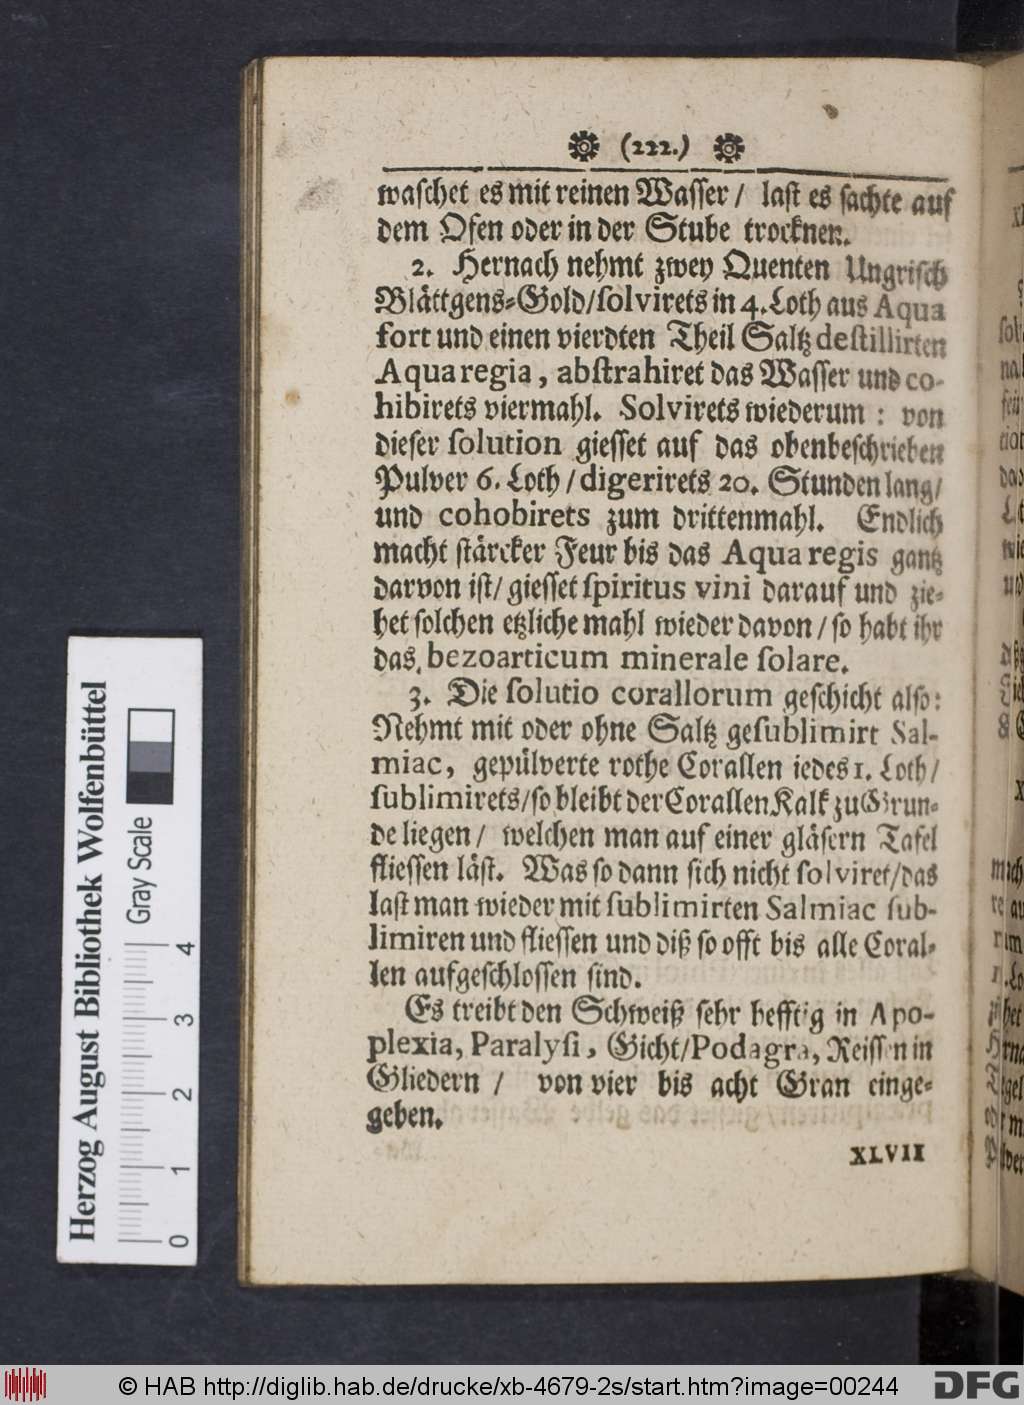 (222.)
waschet es mit reinen Wasser / last es sachte auf
dem Ofen oder in der Stube trocknen.
2. Hernach nehmt zwey Quenten Ungrisch
Blättgens=Gold/solvirets in 4. Loth aus Aqua
fort und einen vierdten Theil Saltz destillirten
Aqua regia, abstrahiret das Wasser und co-
hibirets viermahl. Solvirets wiederum : von
dieser solution giesset auf das obenbeschrieben
Pulver 6. Loth / digerirets 20. Stunden lang/
und cohobirets zum drittenmahl. Endlich
macht stärcker Feur bis das Aqua regis gantz
darvon ist/ giesset spiritus vini darauf und zie=
het solchen etzliche mahl wieder davon / so habt ihr
das bezoarticum minerale solare.
3. Die solutio corallorum geschicht also:
Nehmt mit oder ohne Saltz gesublimirt Sal-
miac, gepülverte rothe Corallen iedes 1. Loth/
sublimirets/so bleibt der Corallen Kalk zu Grun=
de liegen / welchen man auf einer gläsern Tafel
fliessen läst. Was so dann sich nicht solviret/das
last man wieder mit sublimirten Salmiac sub-
limiren und fliessen und diß so offt bis alle Coral=
len aufgeschlossen sind.
Es treibt den Schweiß sehr hefftig in Apo-
plexia, Paralysi, Gicht/Podagra, Reissen in
Gliedern / von vier bis acht Gran einge=
geben.
XLVII
Herzog August Bibliothek Wolfenbüttel
Gray Scale
0 1 2 3 4
© HAB http://diglib.hab.de/drucke/xb-4679-2s/start.htm?image=00244
DFG